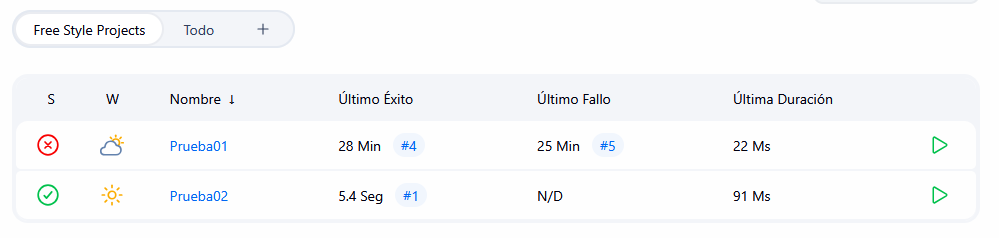 Free Style Projects Todo +
S W Nombre ↓ Último Éxito Último Fallo Última Duración
Prueba01 28 Min #4 25 Min #5 22 Ms
Prueba02 5.4 Seg #1 N/D 91 Ms